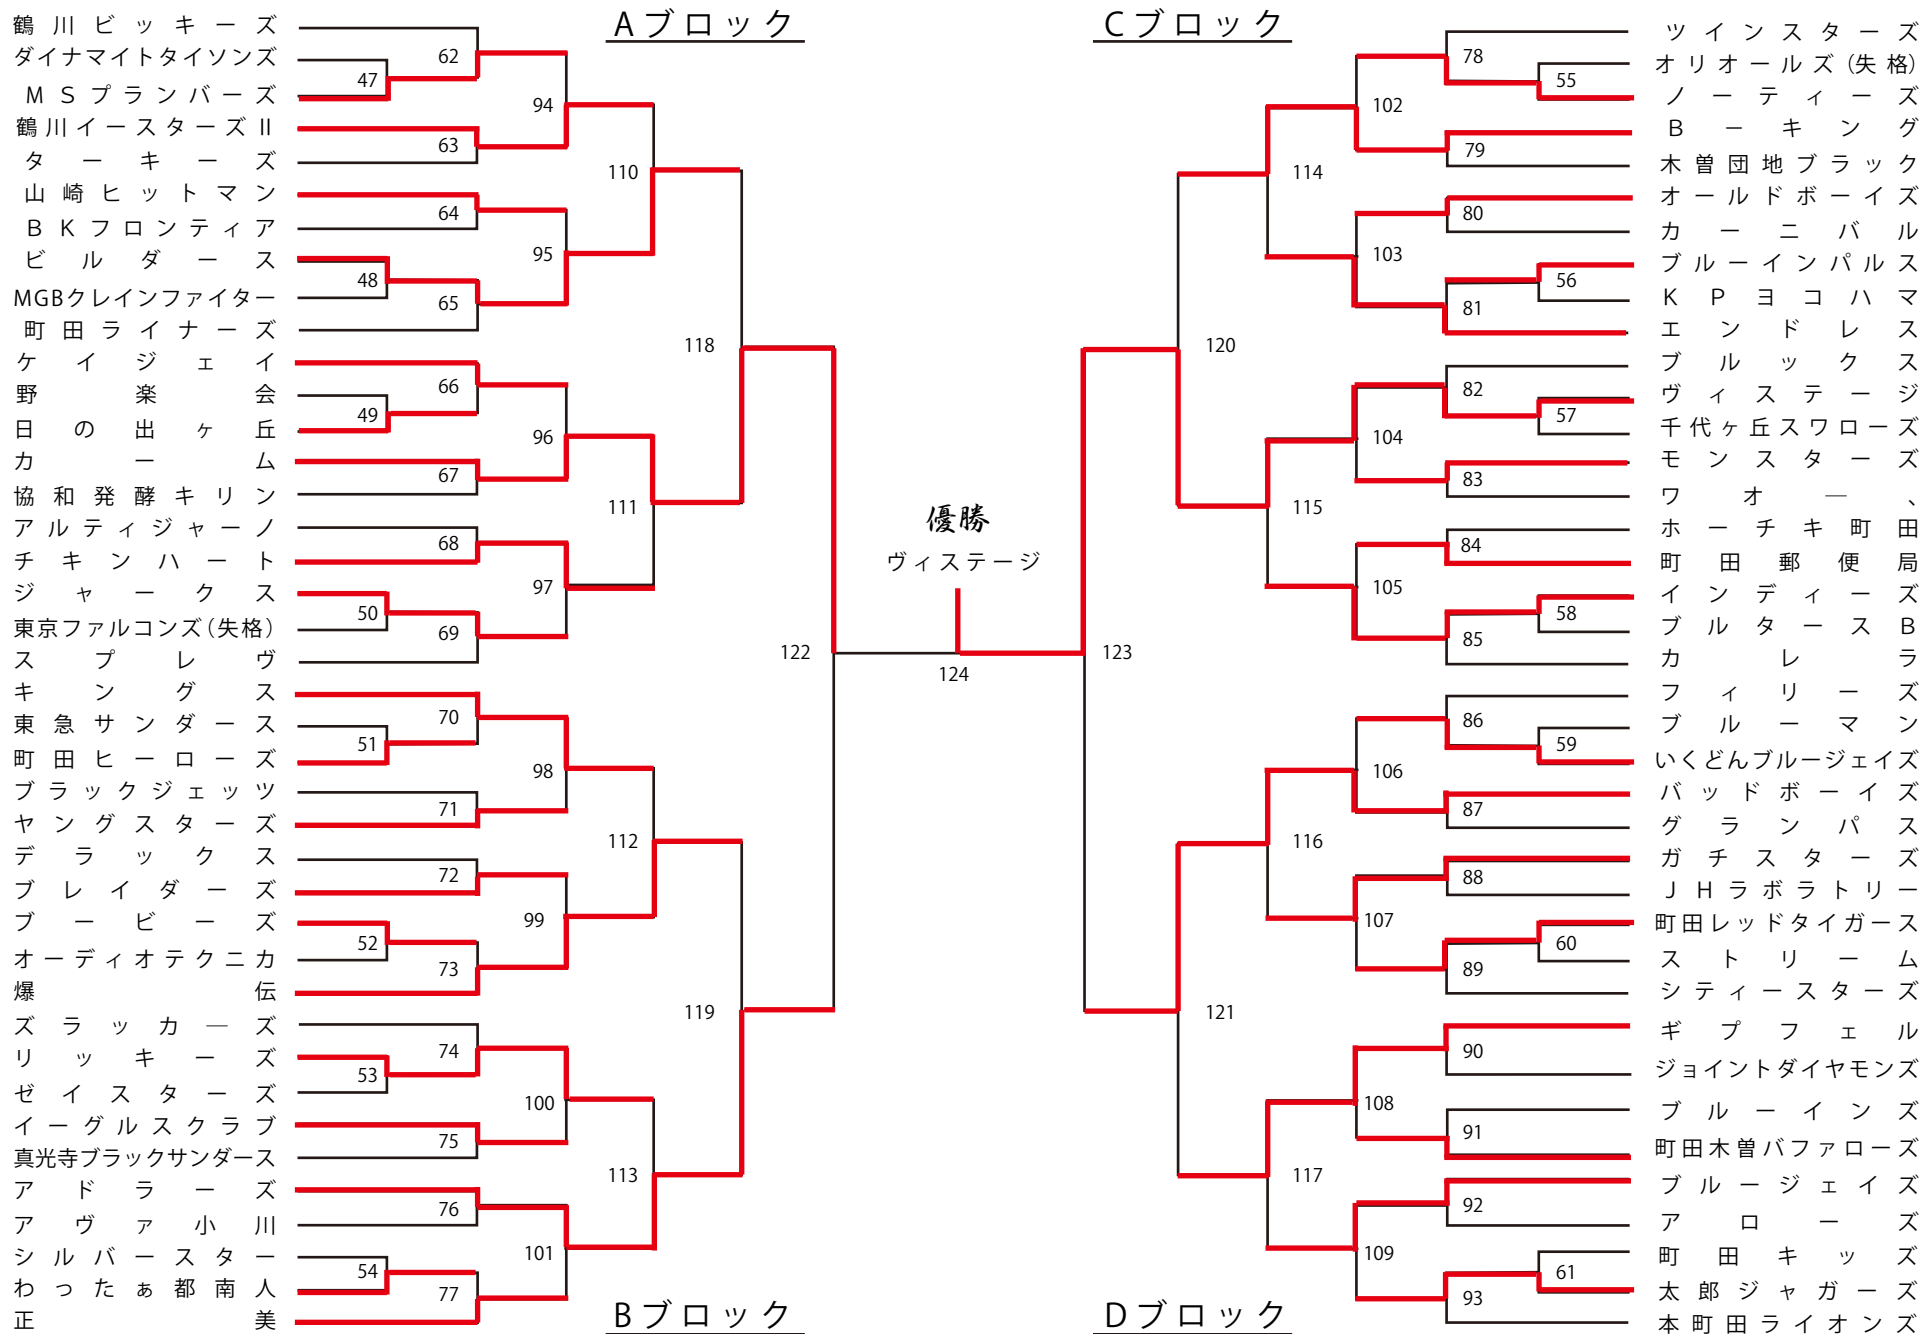 Aブロック
鶴川ビッキーズ
ダイナマイトタイソンズ
MSプランバーズ
鶴川イースターズⅡ
ターキーズ
山崎ヒットマン
BKフロンティア
ビルダース
MGBクレインファイター
町田ライナーズ
ケイジェイ
野楽会
日の出ヶ丘
カーム
協和発酵キリン
アルティジャーノ
チキンハート
ジャークス
東京ファルコンズ(失格)
スプレヴ
キングス
東急サンダース
町田ヒーローズ
ブラックジェッツ
ヤングスターズ
デラックス
ブレイダーズ
ブービーズ
オーディオテクニカ
爆伝
ズラッカ―ズ
リッキーズ
ゼイスターズ
イーグルスクラブ
真光寺ブラックサンダース
アドラーズ
アヴァ小川
シルバースター
わったぁ都南人
正美
Bブロック
47
48
49
50
51
52
53
54
62
63
64
65
66
67
68
69
70
71
72
73
74
75
76
77
94
95
96
97
98
99
100
101
110
111
112
113
118
119
122
優勝
ヴィステージ
124
123
120
121
114
115
116
117
102
103
104
105
106
107
108
109
78
79
80
81
82
83
84
85
86
87
88
89
90
91
92
93
55
56
57
58
59
60
61
Cブロック
ツインスターズ
オリオールズ(失格)
ノーティーズ
Bーキング
木曽団地ブラック
オールドボーイズ
カーニバル
ブルーインパルス
KPヨコハマ
エンドレス
ブルックス
ヴィステージ
千代ヶ丘スワローズ
モンスターズ
ワオ―、
ホーチキ町田
町田郵便局
インディーズ
ブルタースB
カレラ
フィリーズ
ブルーマン
いくどんブルージェイズ
バッドボーイズ
グランパス
ガチスターズ
JHラボラトリー
町田レッドタイガース
ストリーム
シティースターズ
ギプフェル
ジョイントダイヤモンズ
ブルーインズ
町田木曽バファローズ
ブルージェイズ
アローズ
町田キッズ
太郎ジャガーズ
本町田ライオンズ
Dブロック